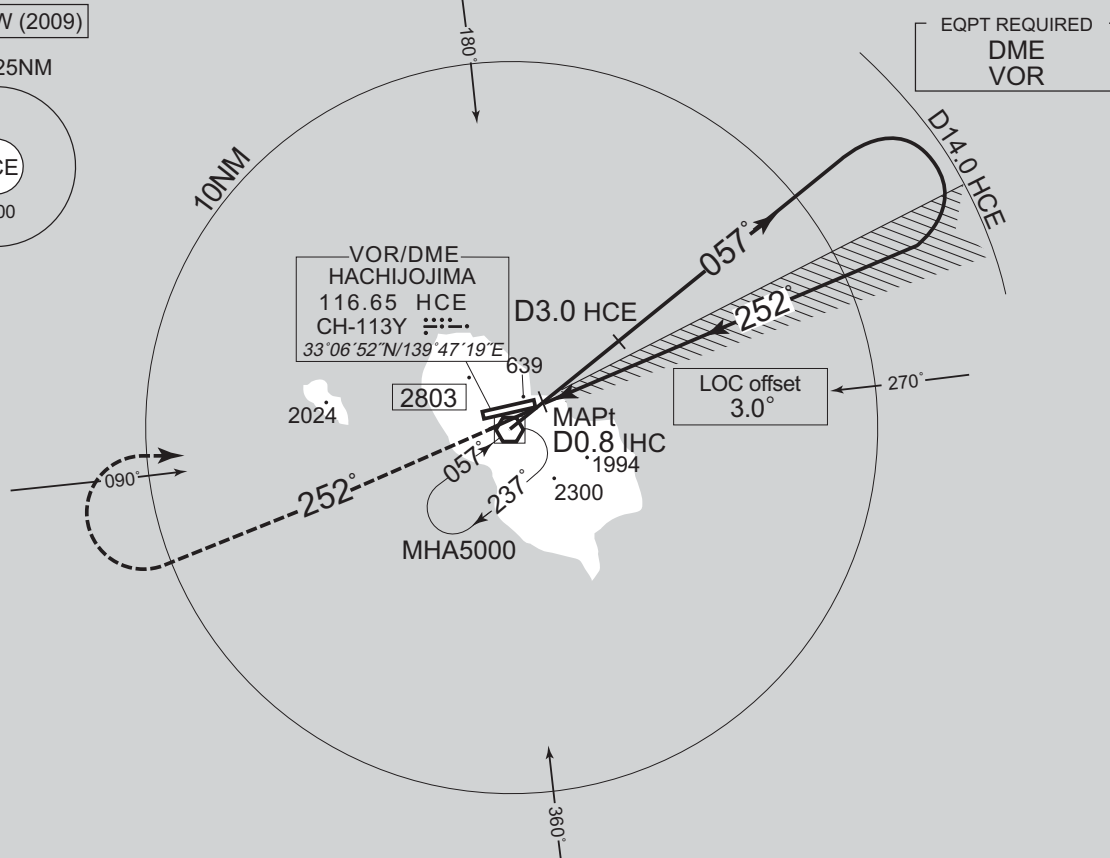 W (2009)
EQPT REQUIRED
DME
VOR
25NM
CE
00
180°
10NM
D14.0 HCE
057°
252°
VOR/DME
HACHIJOJIMA
116.65 HCE
CH-113Y
33°06´52˝N/139°47´19˝E
D3.0 HCE
639
2803
2024
LOC offset
3.0°
270°
MAPt
D0.8 IHC
1994
2300
057°
237°
MHA5000
090°
252°
360°